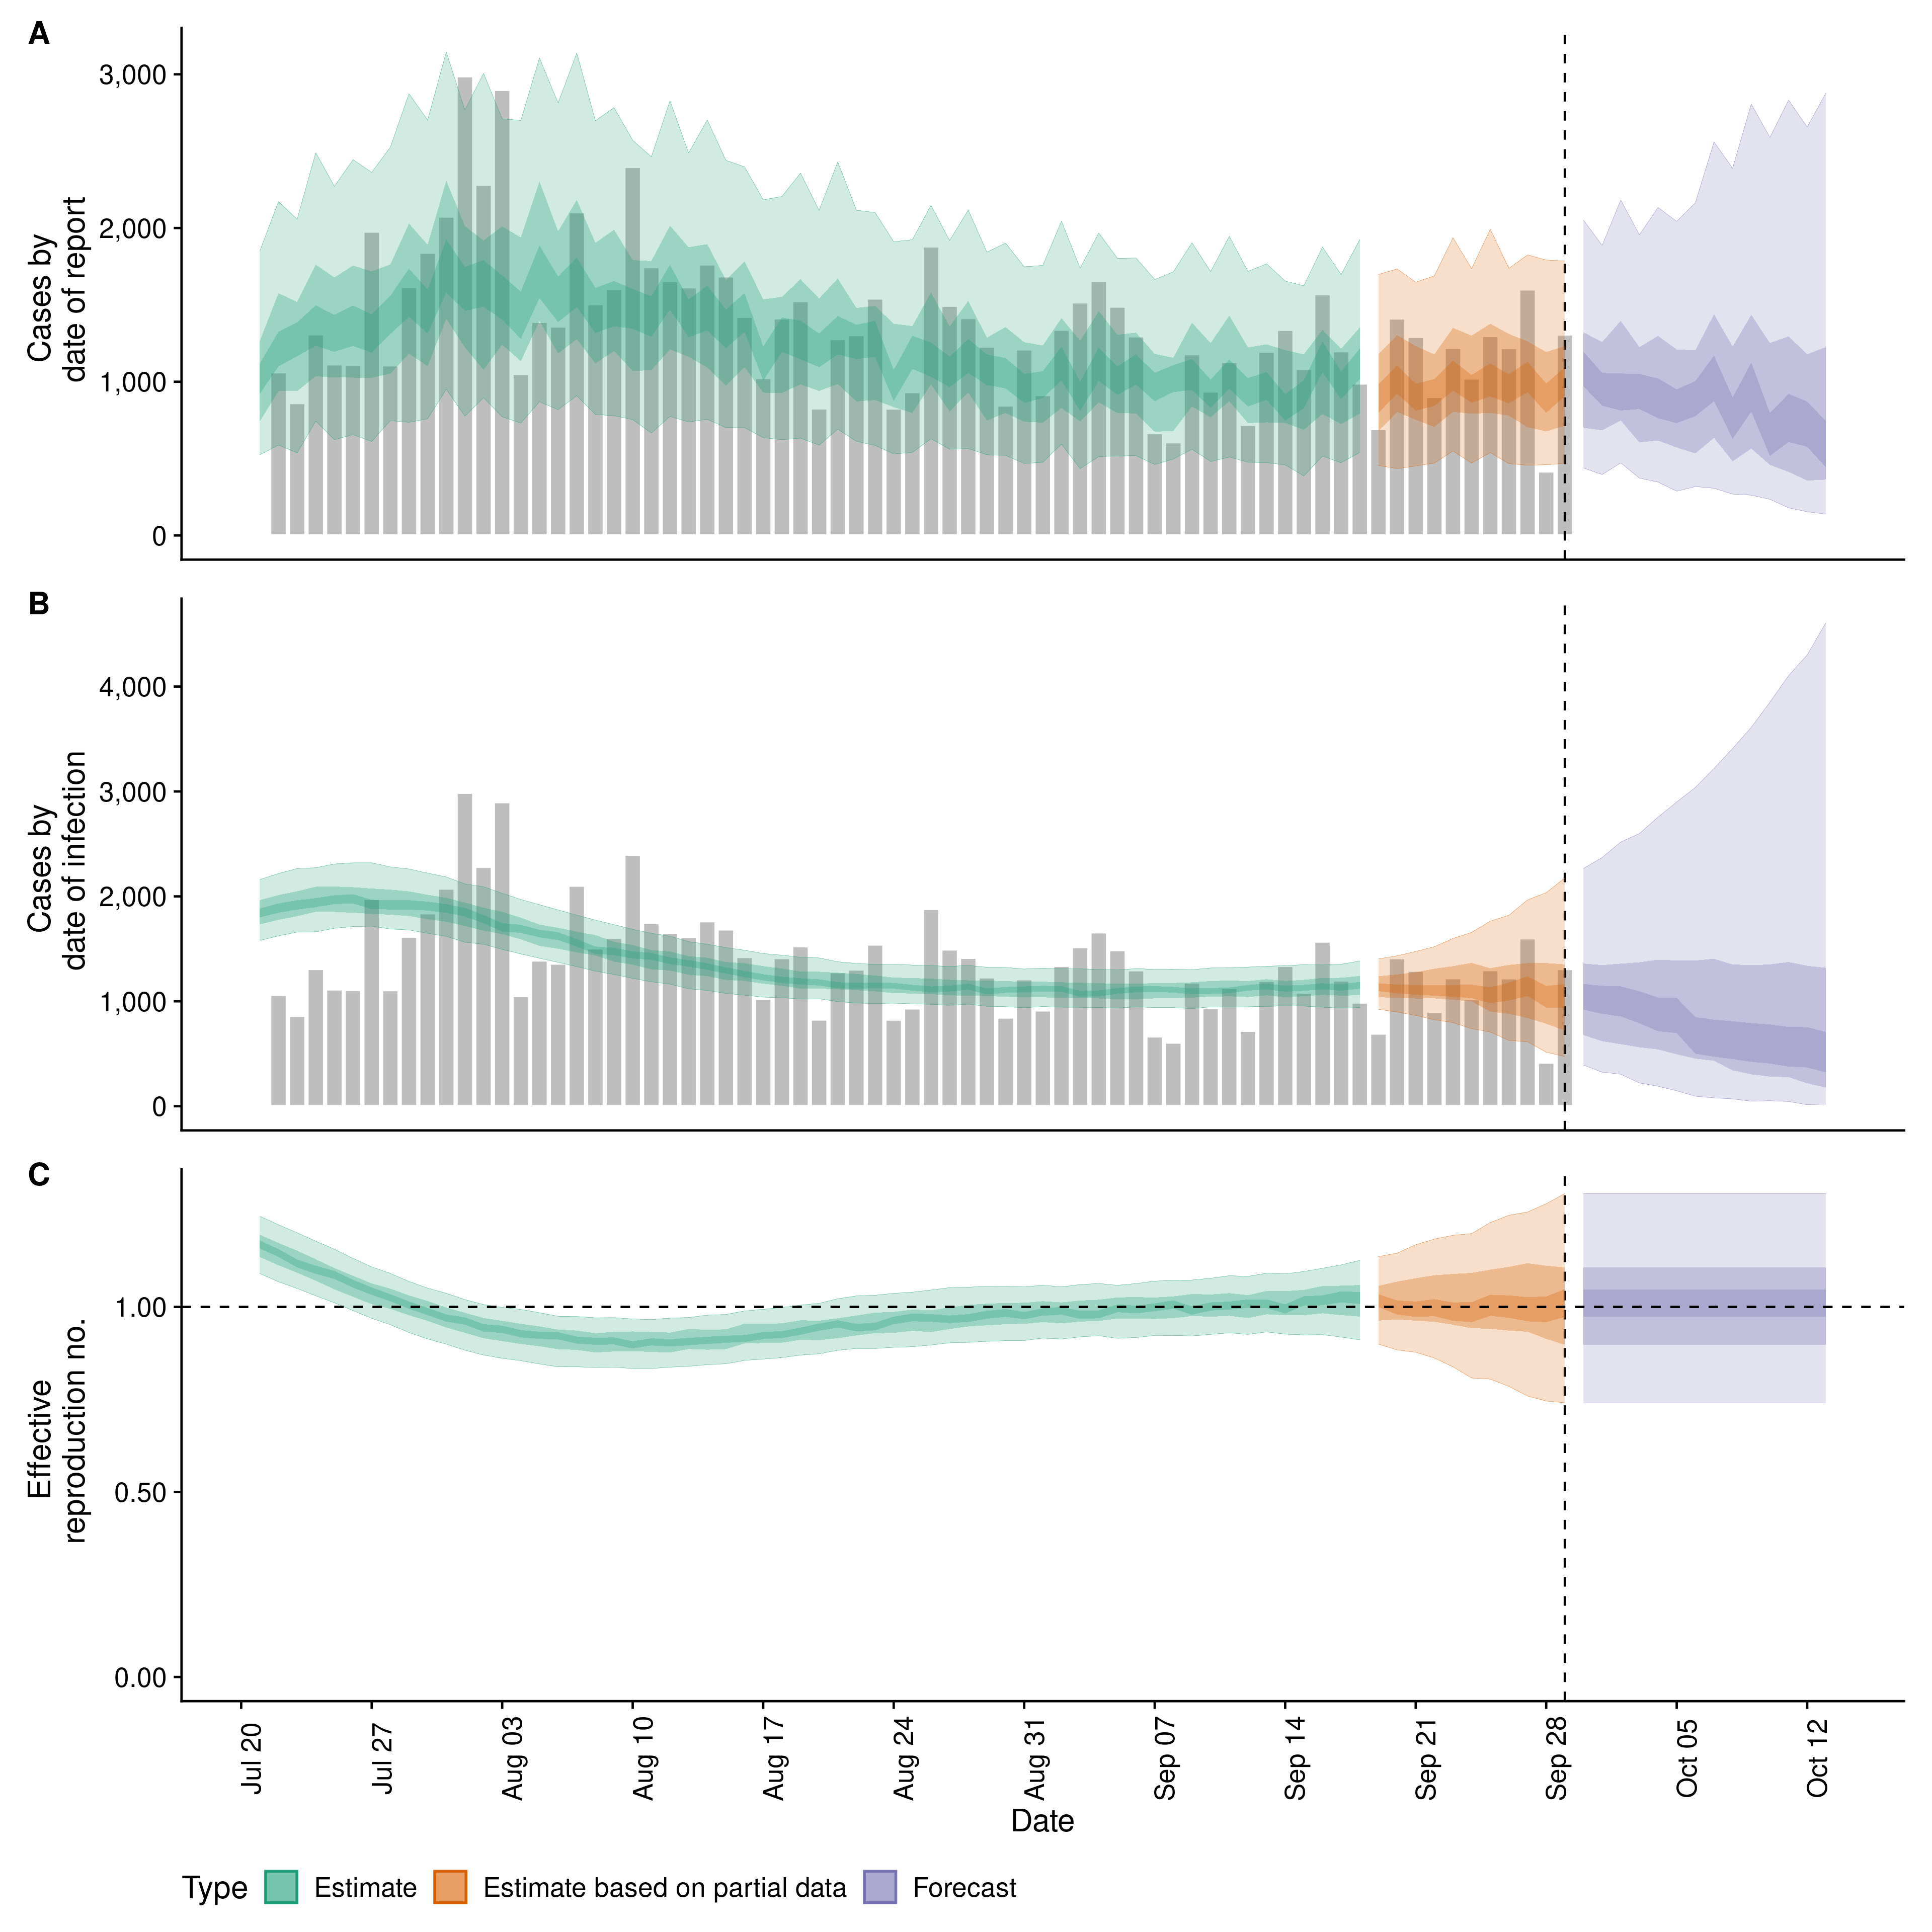 A
Cases by
date of report
3,000
2,000
1,000
0
B
Cases by
date of infection
4,000
3,000
2,000
1,000
0
C
Effective
reproduction no.
1.00
0.50
0.00
Jul 20
Jul 27
Aug 03
Aug 10
Aug 17
Aug 24
Aug 31
Sep 07
Sep 14
Sep 21
Sep 28
Oct 05
Oct 12
Date
Type Estimate Estimate based on partial data Forecast